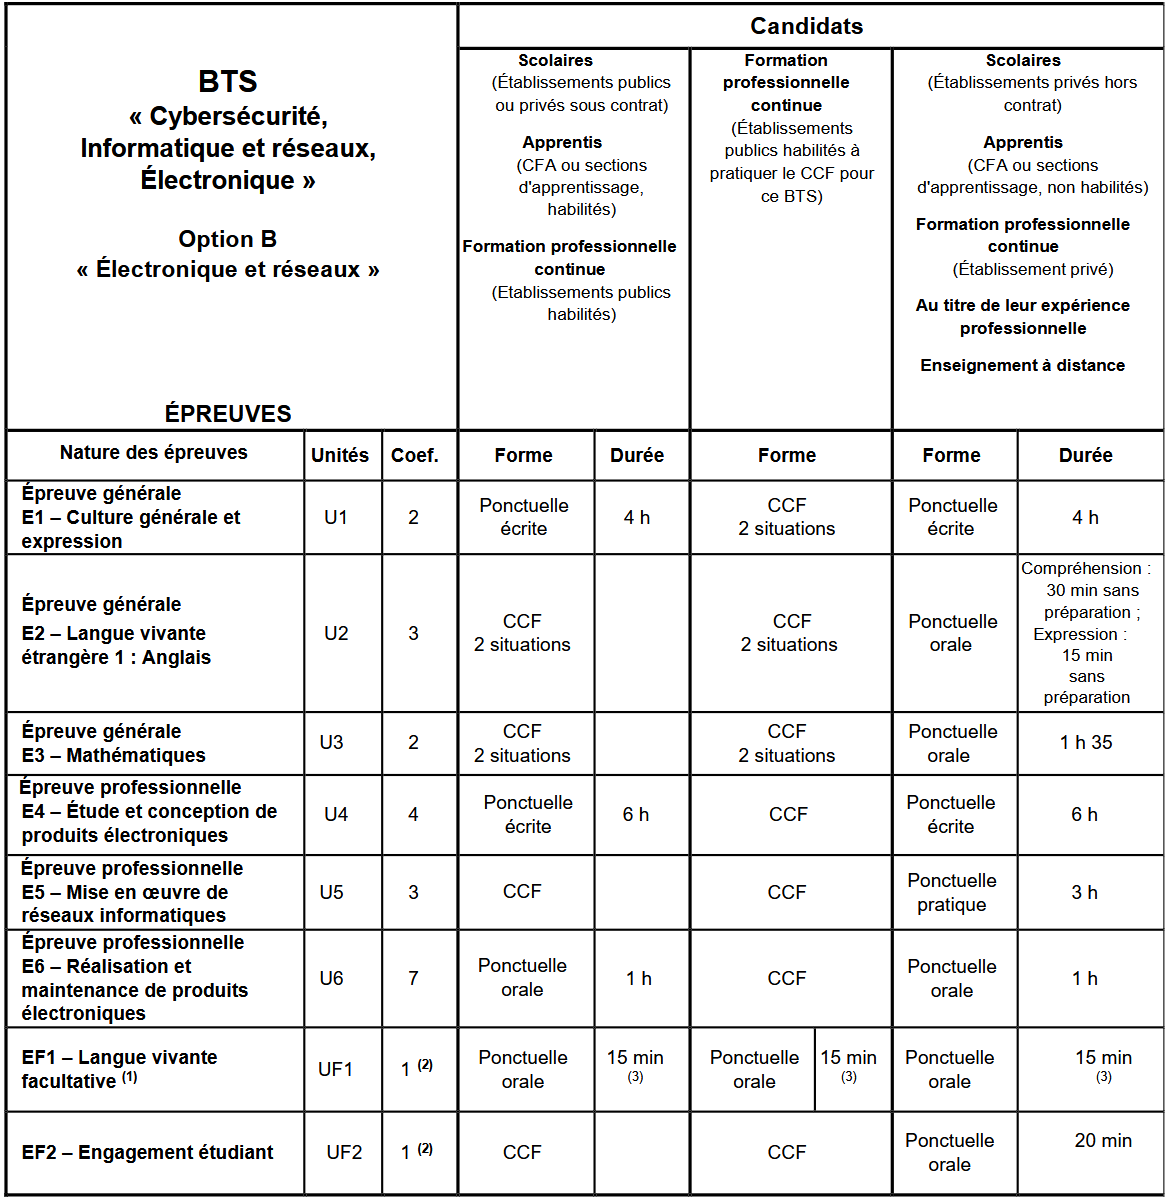 BTS
« Cybersécurité,
Informatique et réseaux,
Électronique »
Option B
« Électronique et réseaux »
ÉPREUVES
Candidats
Scolaires
(Établissements publics
ou privés sous contrat)
Apprentis
(CFA ou sections
d'apprentissage,
habilités)
Formation professionnelle
continue
(Etablissements publics
habilités)
Formation
professionnelle
continue
(Établissements
publics habilités à
pratiquer le CCF pour
ce BTS)
Scolaires
(Établissements privés hors
contrat)
Apprentis
(CFA ou sections
d'apprentissage, non habilités)
Formation professionnelle
continue
(Établissement privé)
Au titre de leur expérience
professionnelle
Enseignement à distance
Nature des épreuves Unités Coef. Forme Durée Forme Forme Durée
Épreuve générale
E1 – Culture générale et
expression
U1
2
Ponctuelle
écrite
4 h
CCF
2 situations
Ponctuelle
écrite
4 h
Épreuve générale
E2 – Langue vivante
étrangère 1 : Anglais
U2
3
CCF
2 situations
CCF
2 situations
Ponctuelle
orale
Compréhension :
30 min sans
préparation ;
Expression :
15 min
sans
préparation
Épreuve générale
E3 – Mathématiques
U3
2
CCF
2 situations
CCF
2 situations
Ponctuelle
orale
1 h 35
Épreuve professionnelle
E4 – Étude et conception de
produits électroniques
U4
4
Ponctuelle
écrite
6 h
CCF
Ponctuelle
écrite
6 h
Épreuve professionnelle
E5 – Mise en œuvre de
réseaux informatiques
U5
3
CCF
CCF
Ponctuelle
pratique
3 h
Épreuve professionnelle
E6 – Réalisation et
maintenance de produits
électroniques
U6
7
Ponctuelle
orale
1 h
CCF
Ponctuelle
orale
1 h
EF1 – Langue vivante
facultative (1)
UF1
1 (2)
Ponctuelle
orale
15 min
(3)
Ponctuelle
orale
15 min
(3)
Ponctuelle
orale
15 min
(3)
EF2 – Engagement étudiant
UF2
1 (2)
CCF
CCF
Ponctuelle
orale
20 min